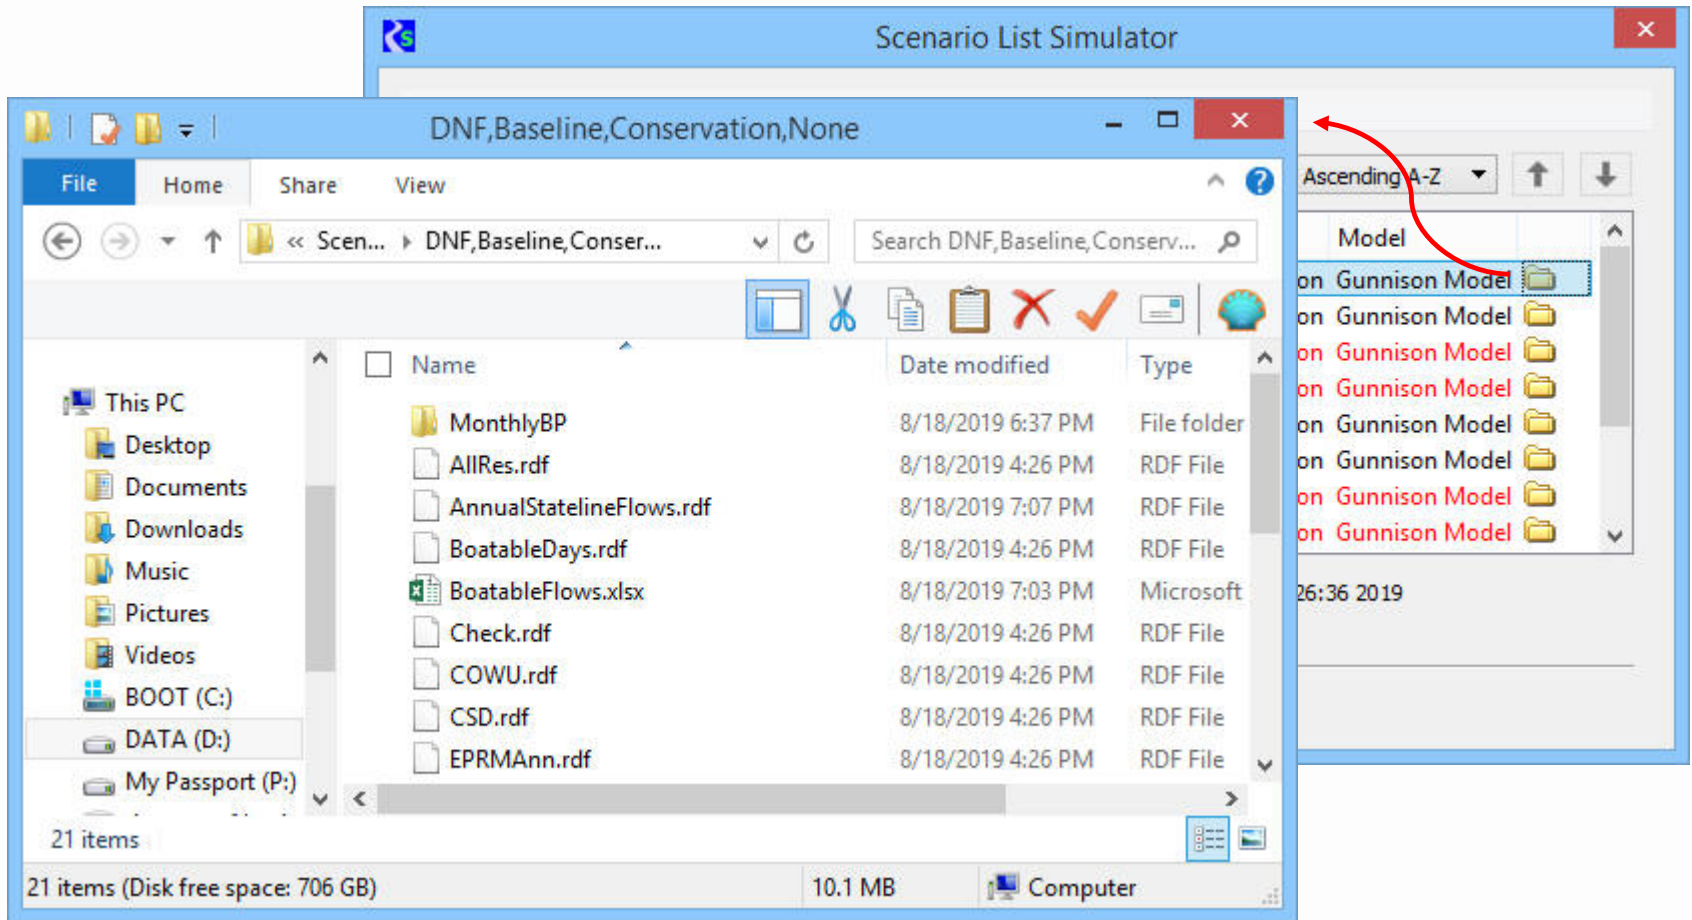 Scenario List Simulator
DNF,Baseline,Conservation,None
File Home Share View
Ascending A-Z
« Scen... DNF,Baseline,Conser...
Search DNF,Baseline,Conserv...
Model
on Gunnison Model
on Gunnison Model
on Gunnison Model
on Gunnison Model
on Gunnison Model
on Gunnison Model
on Gunnison Model
on Gunnison Model
26:36 2019
This PC
Desktop
Documents
Downloads
Music
Pictures
Videos
BOOT (C:)
DATA (D:)
My Passport (P:)
Name Date modified Type
MonthlyBP 8/18/2019 6:37 PM File folder
AllRes.rdf 8/18/2019 4:26 PM RDF File
AnnualStatelineFlows.rdf 8/18/2019 7:07 PM RDF File
BoatableDays.rdf 8/18/2019 4:26 PM RDF File
BoatableFlows.xlsx 8/18/2019 7:03 PM Microsoft
Check.rdf 8/18/2019 4:26 PM RDF File
COWU.rdf 8/18/2019 4:26 PM RDF File
CSD.rdf 8/18/2019 4:26 PM RDF File
EPRMAnn.rdf 8/18/2019 4:26 PM RDF File
21 items
21 items (Disk free space: 706 GB) 10.1 MB Computer